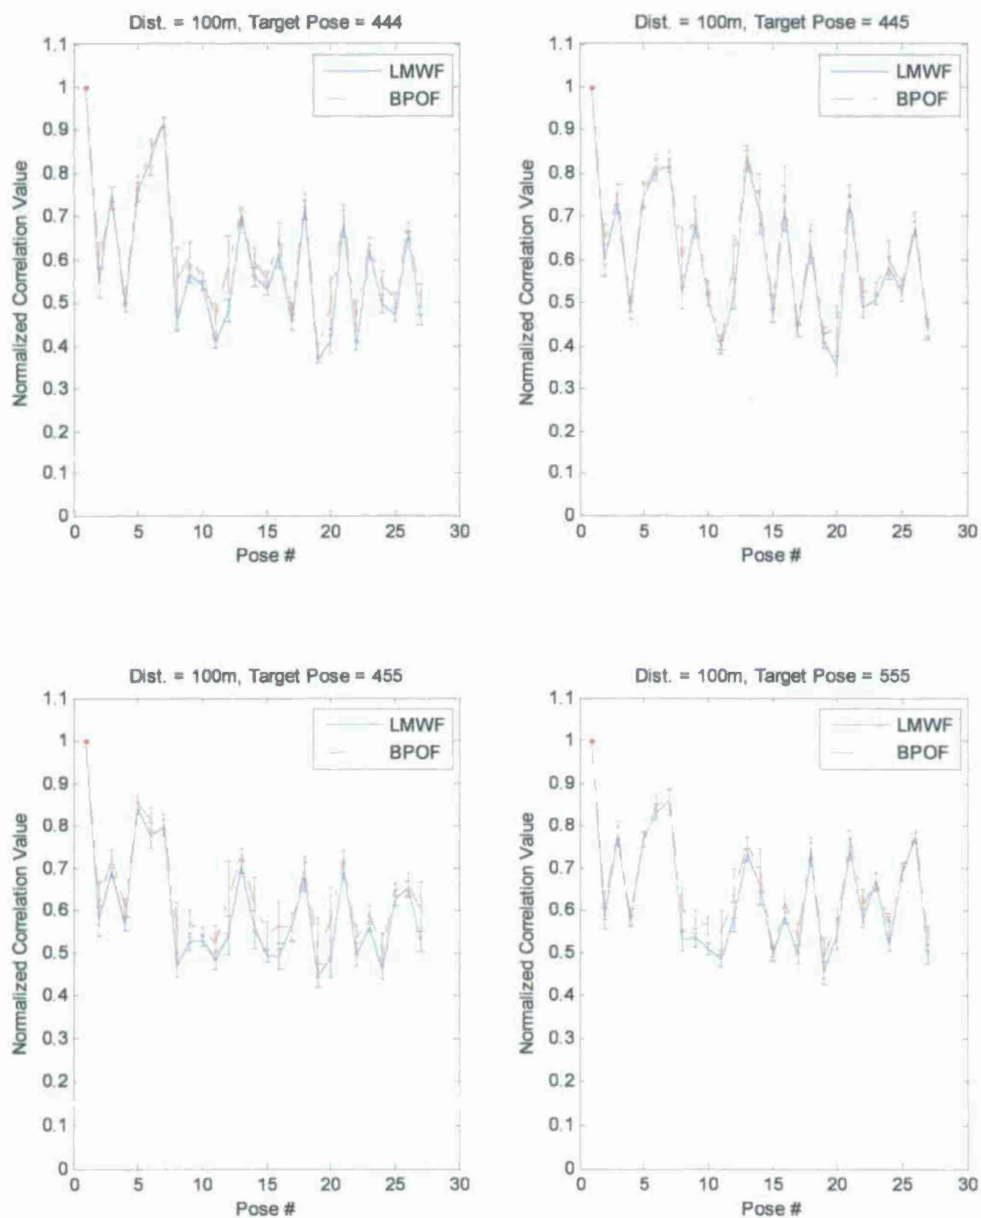 Dist. = 100m, Target Pose = 444
1.1
1
0.9
0.8
0.7
0.6
0.5
0.4
0.3
0.2
0.1
0
Normalized Correlation Value
LMWF
BPOF
0 5 10 15 20 25 30
Pose #
Dist. = 100m, Target Pose = 445
1.1
1
0.9
0.8
0.7
0.6
0.5
0.4
0.3
0.2
0.1
0
Normalized Correlation Value
LMWF
BPOF
0 5 10 15 20 25 30
Pose #
Dist. = 100m, Target Pose = 455
1.1
1
0.9
0.8
0.7
0.6
0.5
0.4
0.3
0.2
0.1
0
Normalized Correlation Value
LMWF
BPOF
0 5 10 15 20 25 30
Pose #
Dist. = 100m, Target Pose = 555
1.1
1
0.9
0.8
0.7
0.6
0.5
0.4
0.3
0.2
0.1
0
Normalized Correlation Value
LMWF
BPOF
0 5 10 15 20 25 30
Pose #